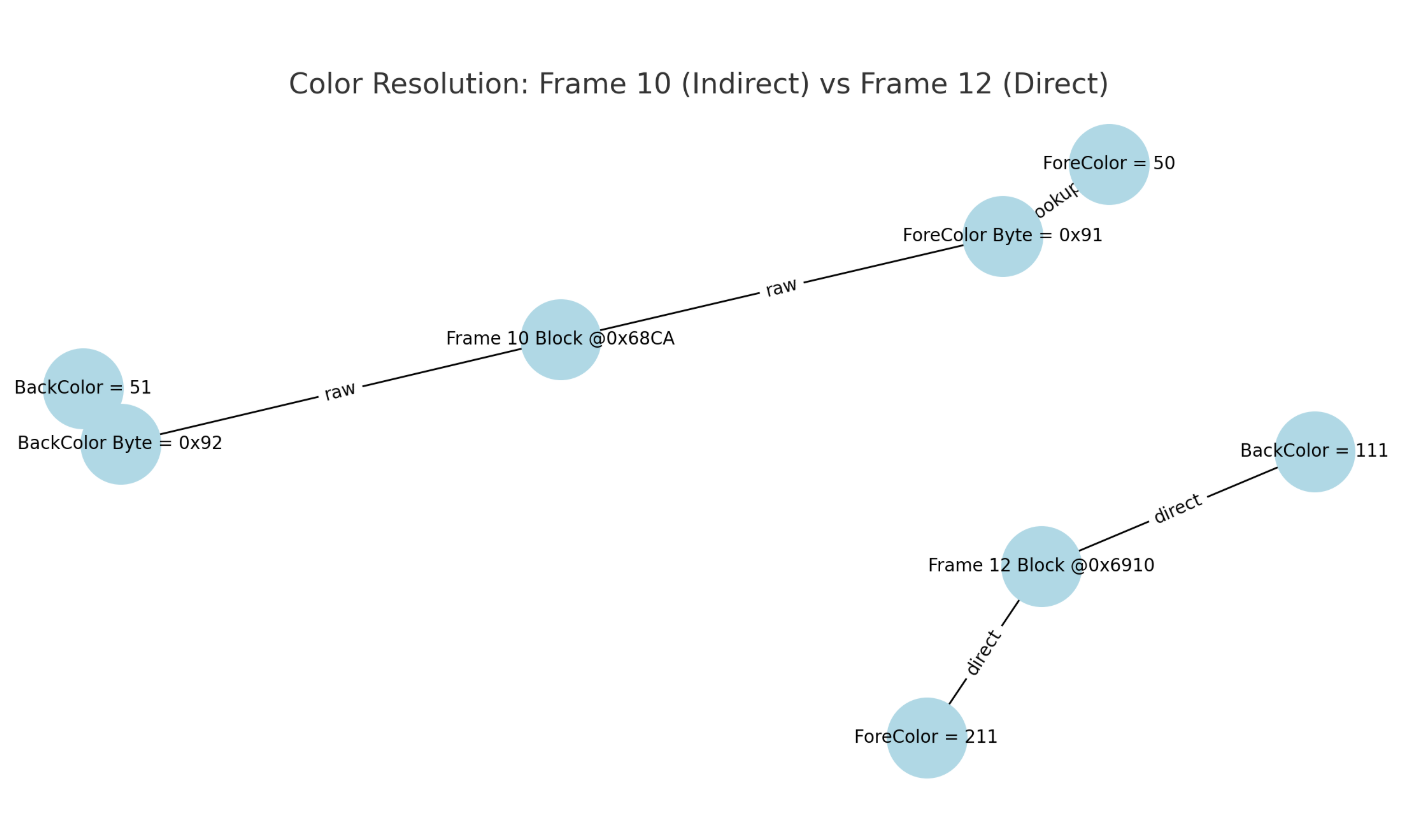 Color Resolution: Frame 10 (Indirect) vs Frame 12 (Direct)
ForeColor = 50
ookup
ForeColor Byte = 0x91
raw
Frame 10 Block @0x68CA
raw
BackColor = 51
BackColor Byte = 0x92
BackColor = 111
direct
Frame 12 Block @0x6910
direct
ForeColor = 211